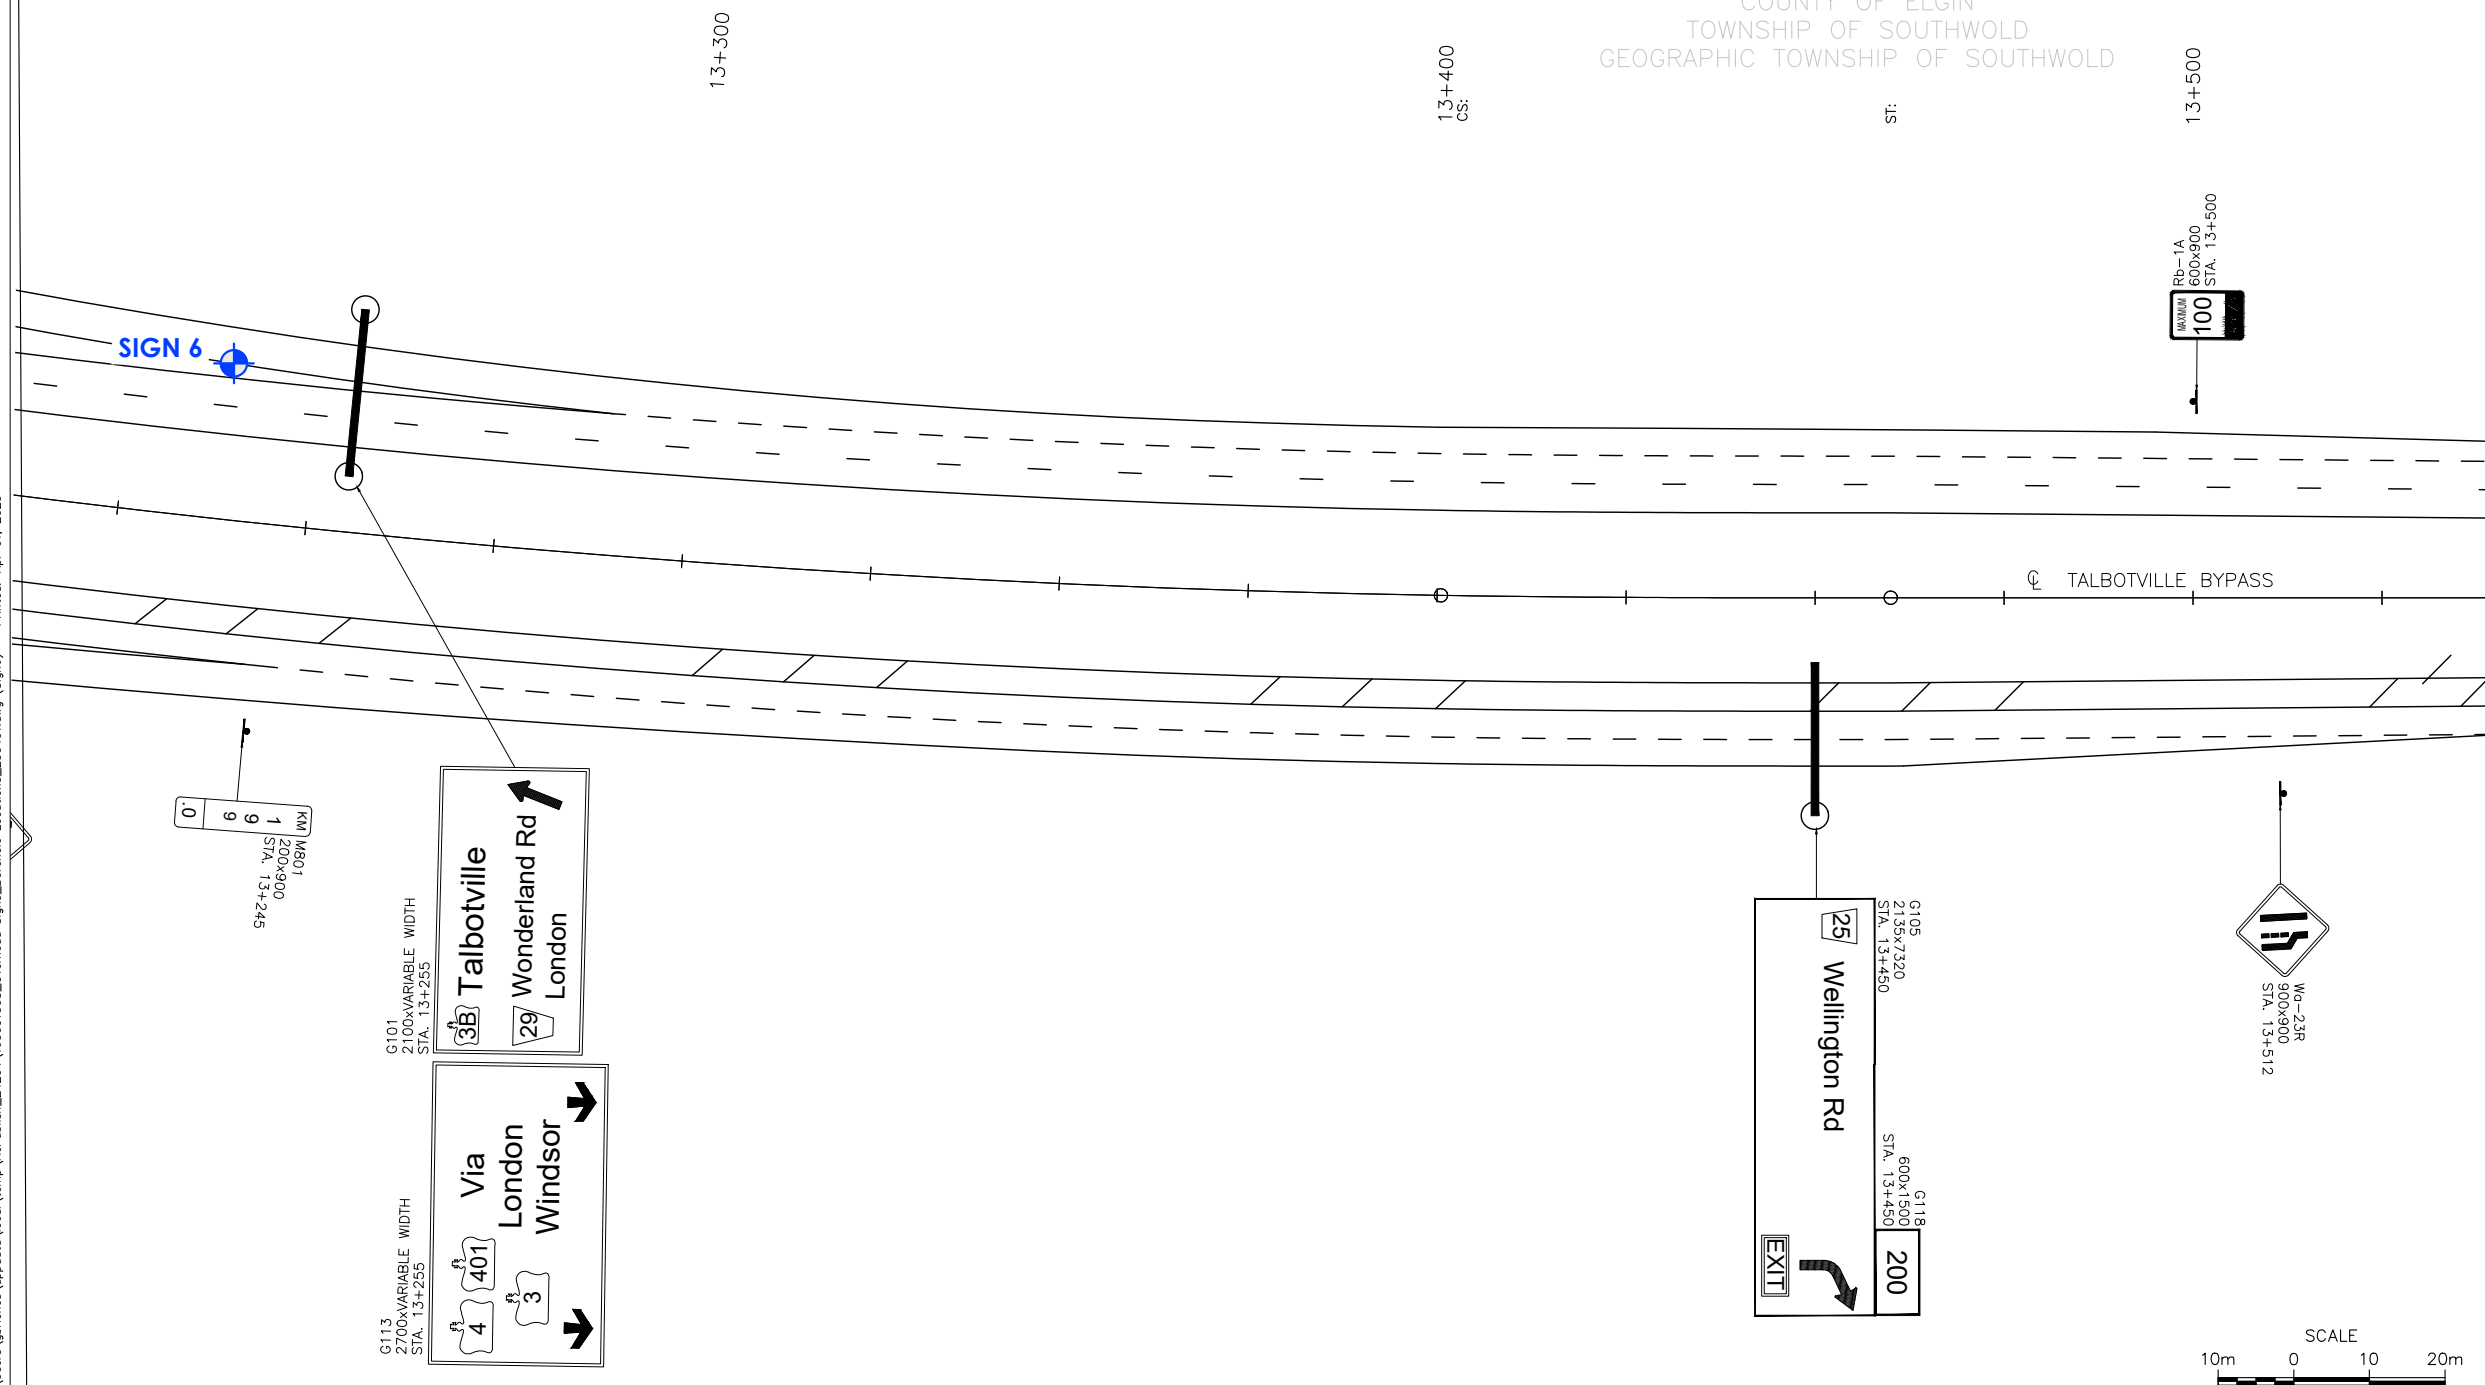 COUNTY OF ELGIN
TOWNSHIP OF SOUTHWOLD
GEOGRAPHIC TOWNSHIP OF SOUTHWOLD
13+300
13+400
CS:
ST:
13+500
Rb-1A
600x900
STA. 13+500
MAXIMUM
100
SIGN 6
℄ TALBOTVILLE BYPASS
KM
1
9
9
.0
M801
200x900
STA. 13+245
G101
2100xVARIABLE WIDTH
STA. 13+255
3B Talbotville
29 Wonderland Rd
London
G113
2700xVARIABLE WIDTH
STA. 13+255
4 401 Via
London
3 Windsor
G105
2135x7320
STA. 13+450
25 Wellington Rd
EXIT
G118
600x1500
STA. 13+450
200
Wa-23R
900x900
STA. 13+512
SCALE
10m 0 10 20m